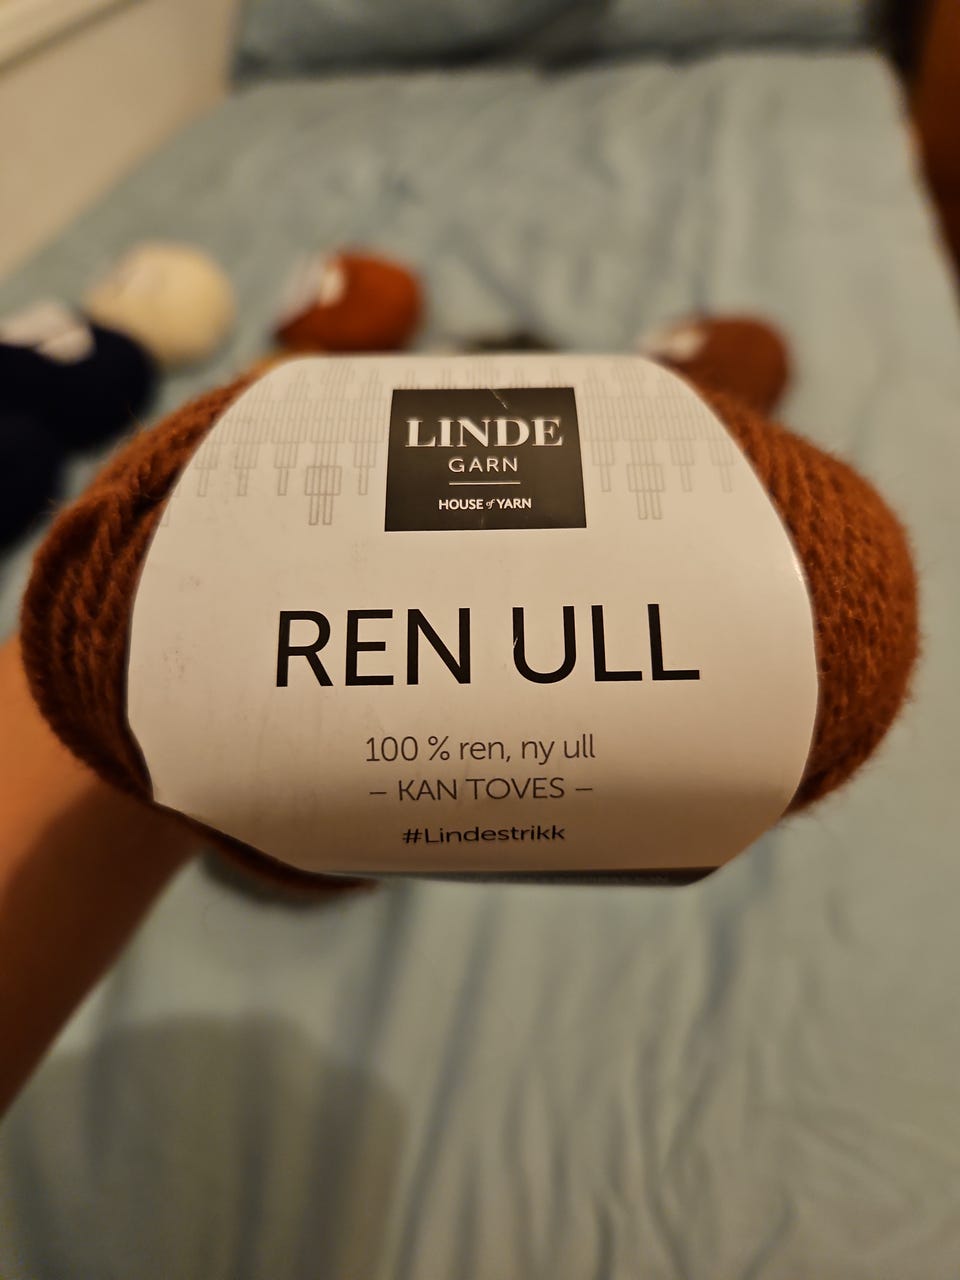 LINDE
GARN
HOUSE of YARN
REN ULL
100 % ren, ny ull
– KAN TOVES –
#Lindestrikk